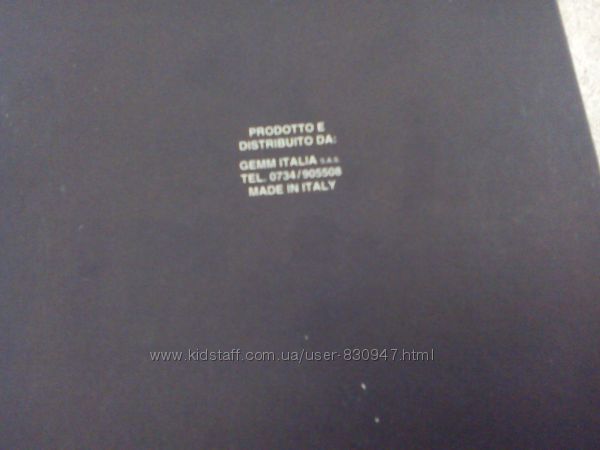 PRODOTTO E
DISTRIBUITO DA:
GEMM ITALIA s.a.s.
TEL. 0734/905508
MADE IN ITALY
www.kidstaff.com.ua/user-830947.html